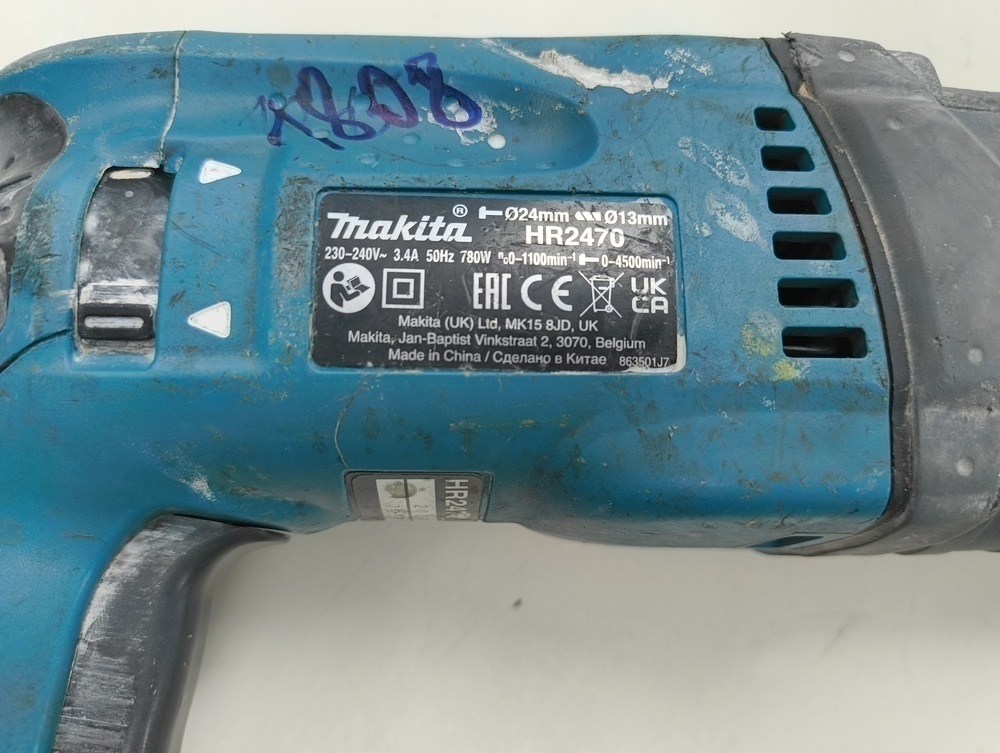 8078
makita® Ø24mm Ø13mm
HR2470
230-240V~ 3.4A 50Hz 780W n₀0-1100min⁻¹ 0-4500min⁻¹
EAC CE UK CA
Makita (UK) Ltd, MK15 8JD, UK
Makita, Jan-Baptist Vinkstraat 2, 3070, Belgium
Made in China / Сделано в Китае 863501J7